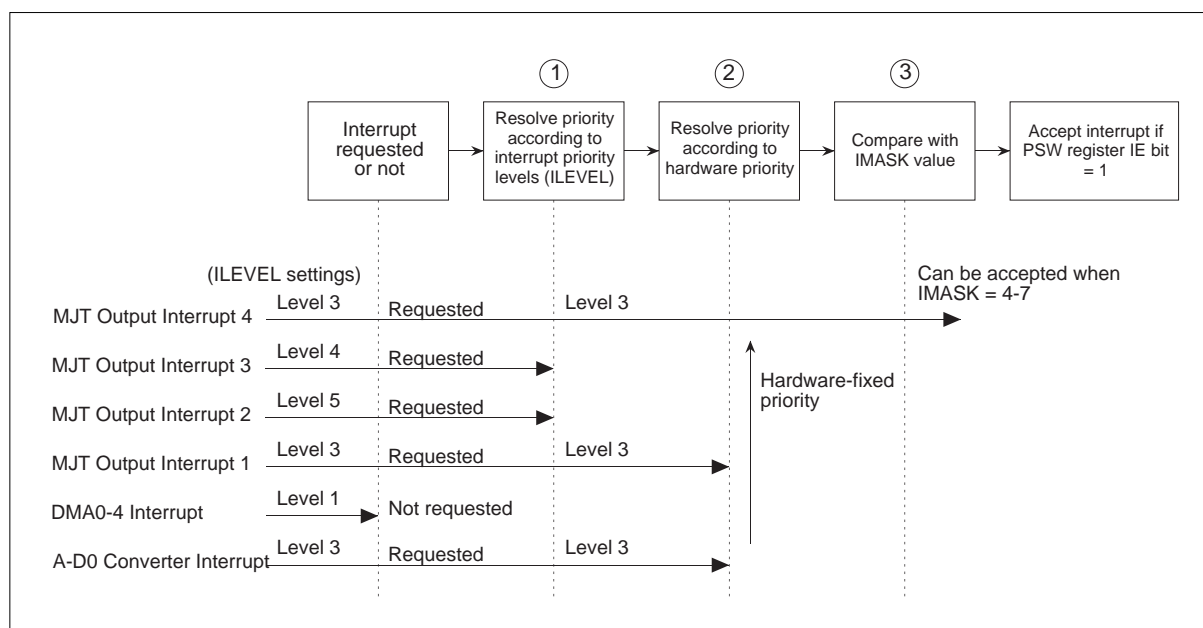 1
2
3
Interrupt
requested
or not
Resolve priority
according to
interrupt priority
levels (ILEVEL)
Resolve priority
according to
hardware priority
Compare with
IMASK value
Accept interrupt if
PSW register IE bit
= 1
(ILEVEL settings)
Can be accepted when
IMASK = 4-7
MJT Output Interrupt 4 Level 3 Requested Level 3
MJT Output Interrupt 3 Level 4 Requested
MJT Output Interrupt 2 Level 5 Requested
Hardware-fixed
priority
MJT Output Interrupt 1 Level 3 Requested Level 3
DMA0-4 Interrupt Level 1 Not requested
A-D0 Converter Interrupt Level 3 Requested Level 3